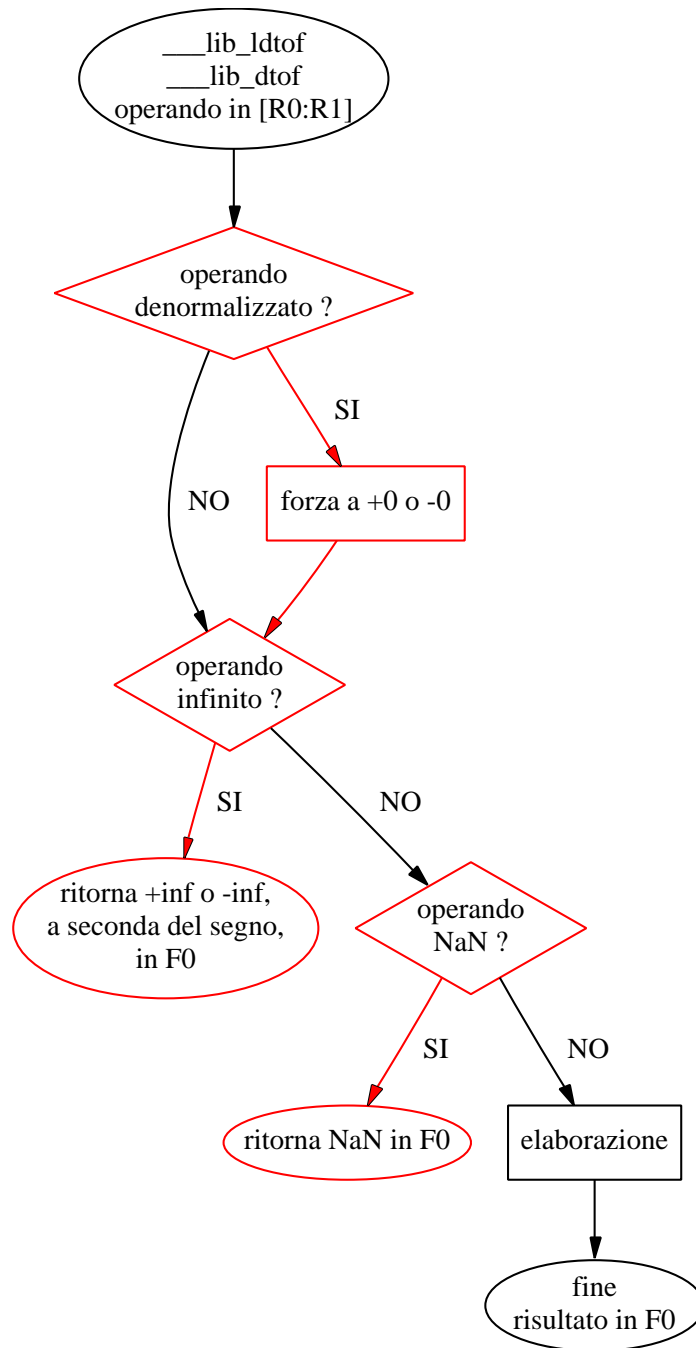 ___lib_ldtof
___lib_dtof
operando in [R0:R1]
operando
denormalizzato ?
SI
NO
forza a +0 o -0
operando
infinito ?
SI
NO
ritorna +inf o -inf,
a seconda del segno,
in F0
operando
NaN ?
SI
NO
ritorna NaN in F0
elaborazione
fine
risultato in F0